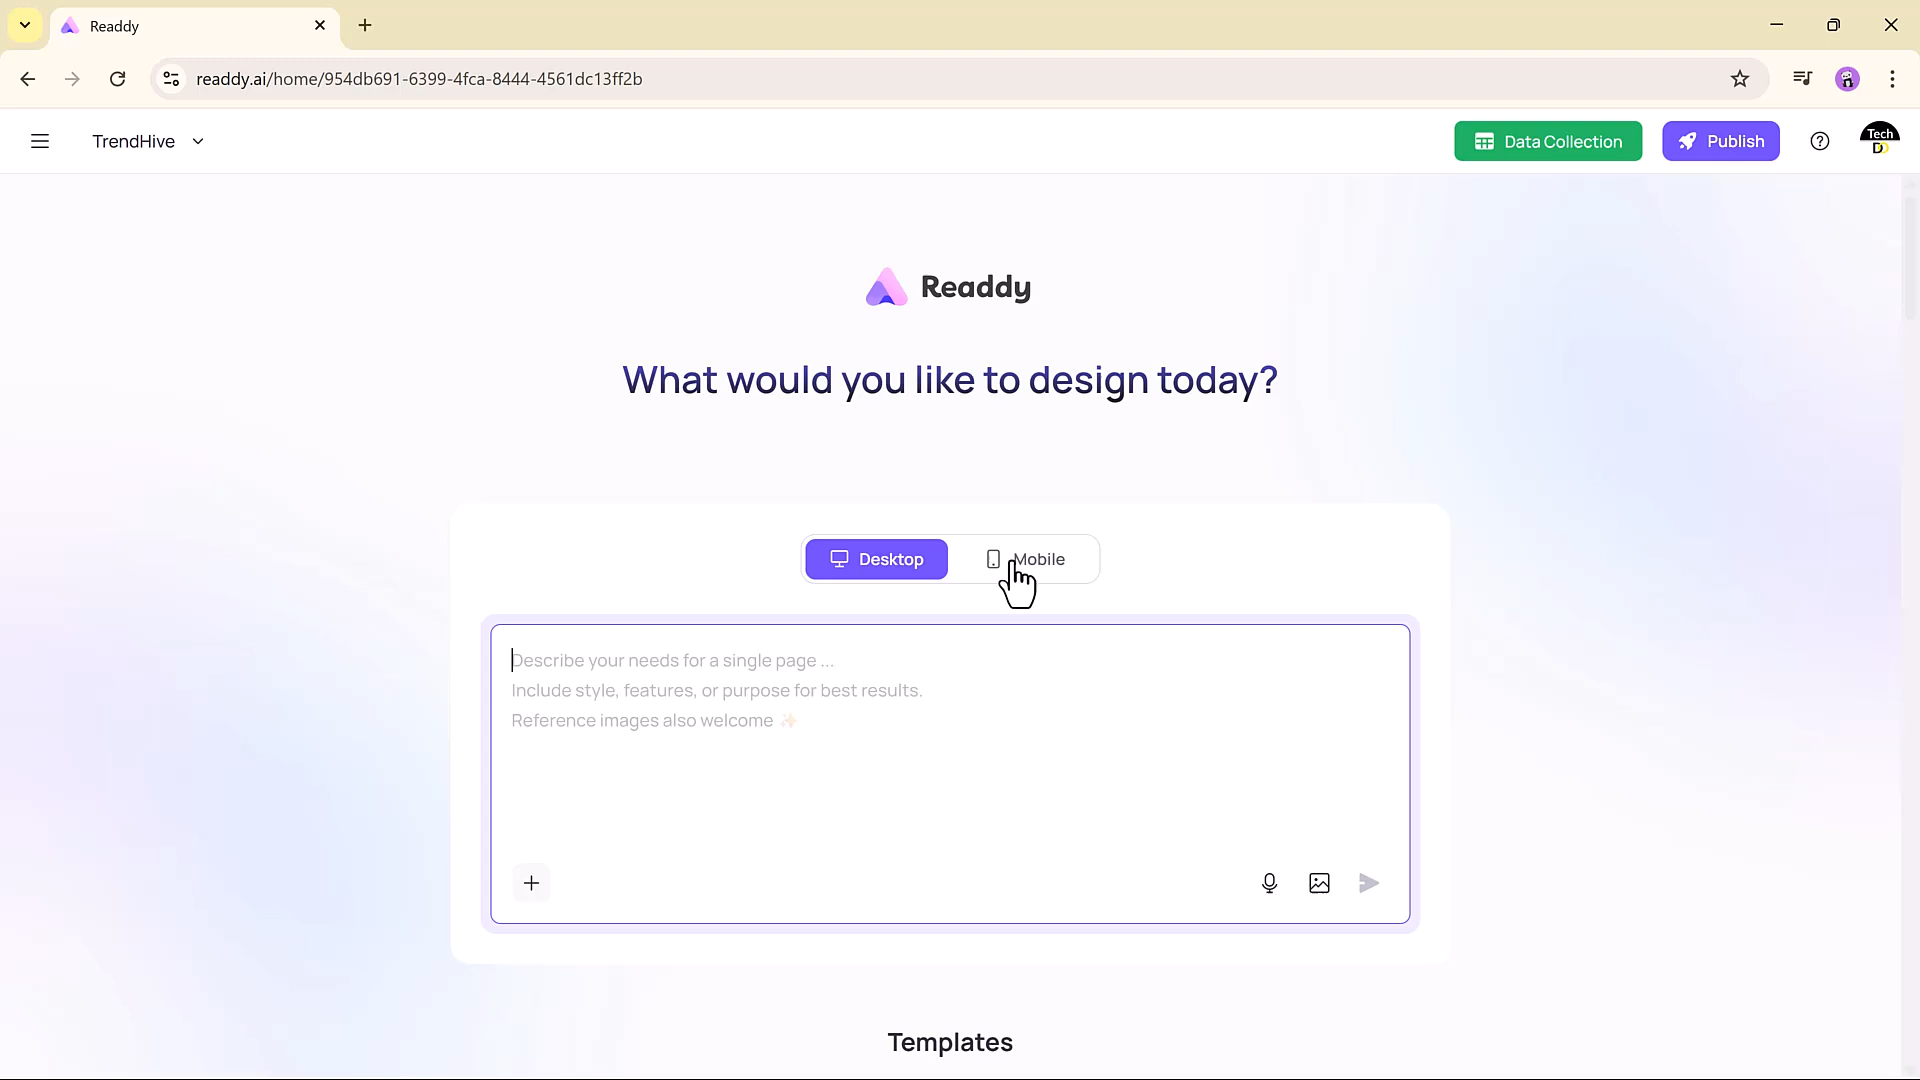 Readdy
readdy.ai/home/954db691-6399-4fca-8444-4561dc13ff2b
TrendHive
Data Collection
Publish
Tech
DO
Readdy
What would you like to design today?
Desktop
Mobile
Describe your needs for a single page ...
Include style, features, or purpose for best results.
Reference images also welcome ✨
Templates